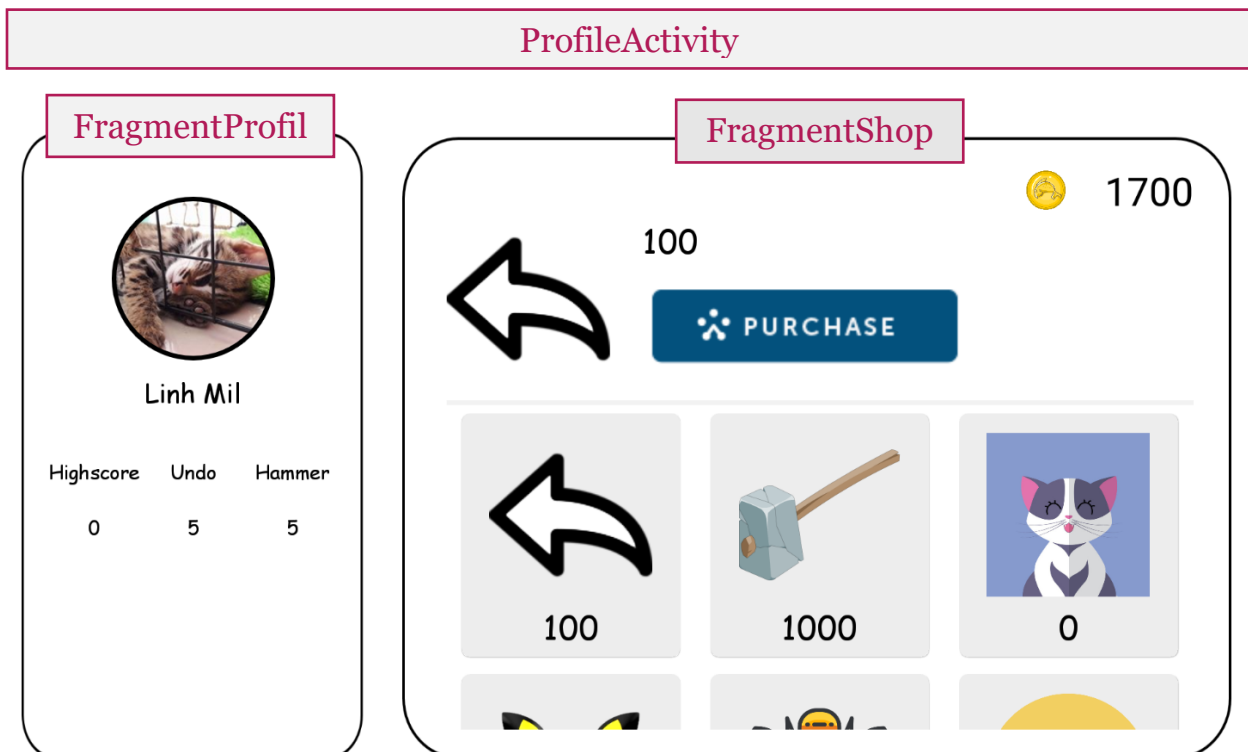 ProfileActivity
FragmentProfil
Linh Mil
Highscore Undo Hammer
0 5 5
FragmentShop
1700
100
PURCHASE
100 1000 0